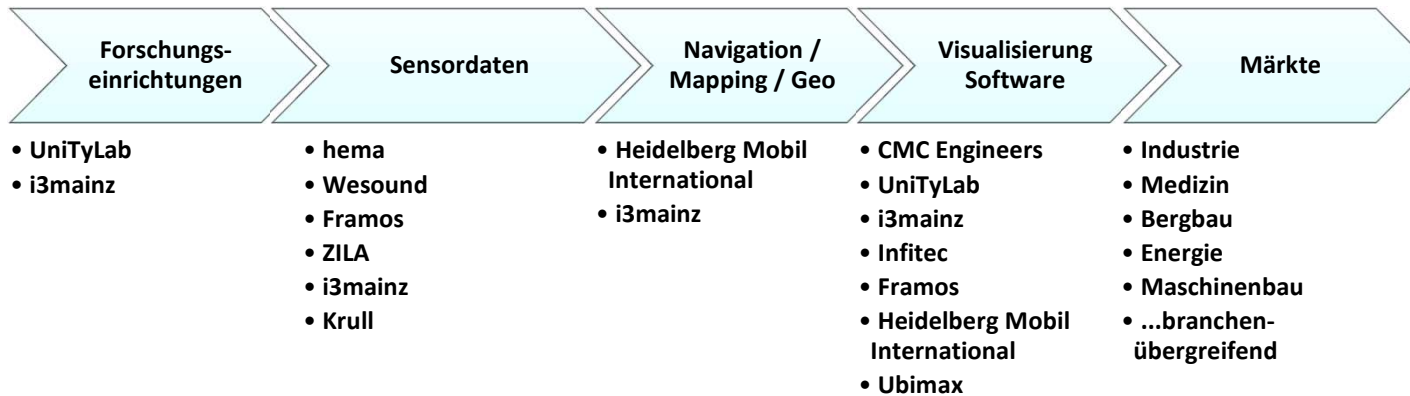 Forschungs-
einrichtungen
Sensordaten
Navigation /
Mapping / Geo
Visualisierung
Software
Märkte
• UniTyLab
• i3mainz
• hema
• Wesound
• Framos
• ZILA
• i3mainz
• Krull
• Heidelberg Mobil
International
• i3mainz
• CMC Engineers
• UniTyLab
• i3mainz
• Infitec
• Framos
• Heidelberg Mobil
International
• Ubimax
• Industrie
• Medizin
• Bergbau
• Energie
• Maschinenbau
• ...branchen-
übergreifend